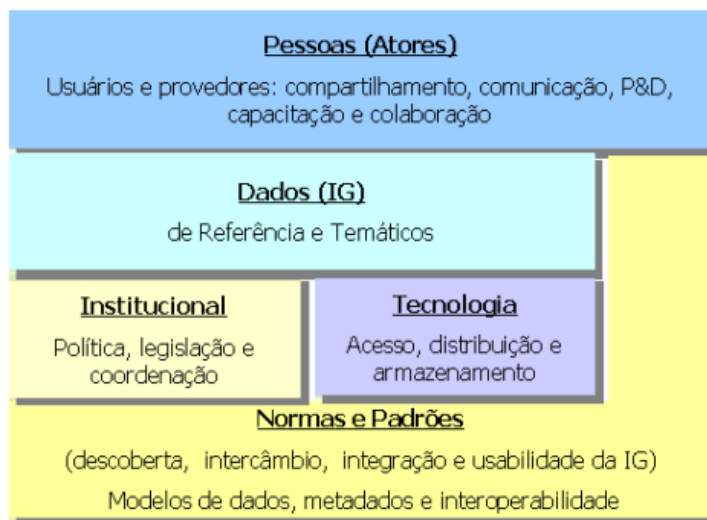 Pessoas (Atores)
Usuários e provedores: compartilhamento, comunicação, P&D,
capacitação e colaboração
Dados (IG)
de Referência e Temáticos
Institucional
Política, legislação e
coordenação
Tecnologia
Acesso, distribuição e
armazenamento
Normas e Padrões
(descoberta, intercâmbio, integração e usabilidade da IG)
Modelos de dados, metadados e interoperabilidade